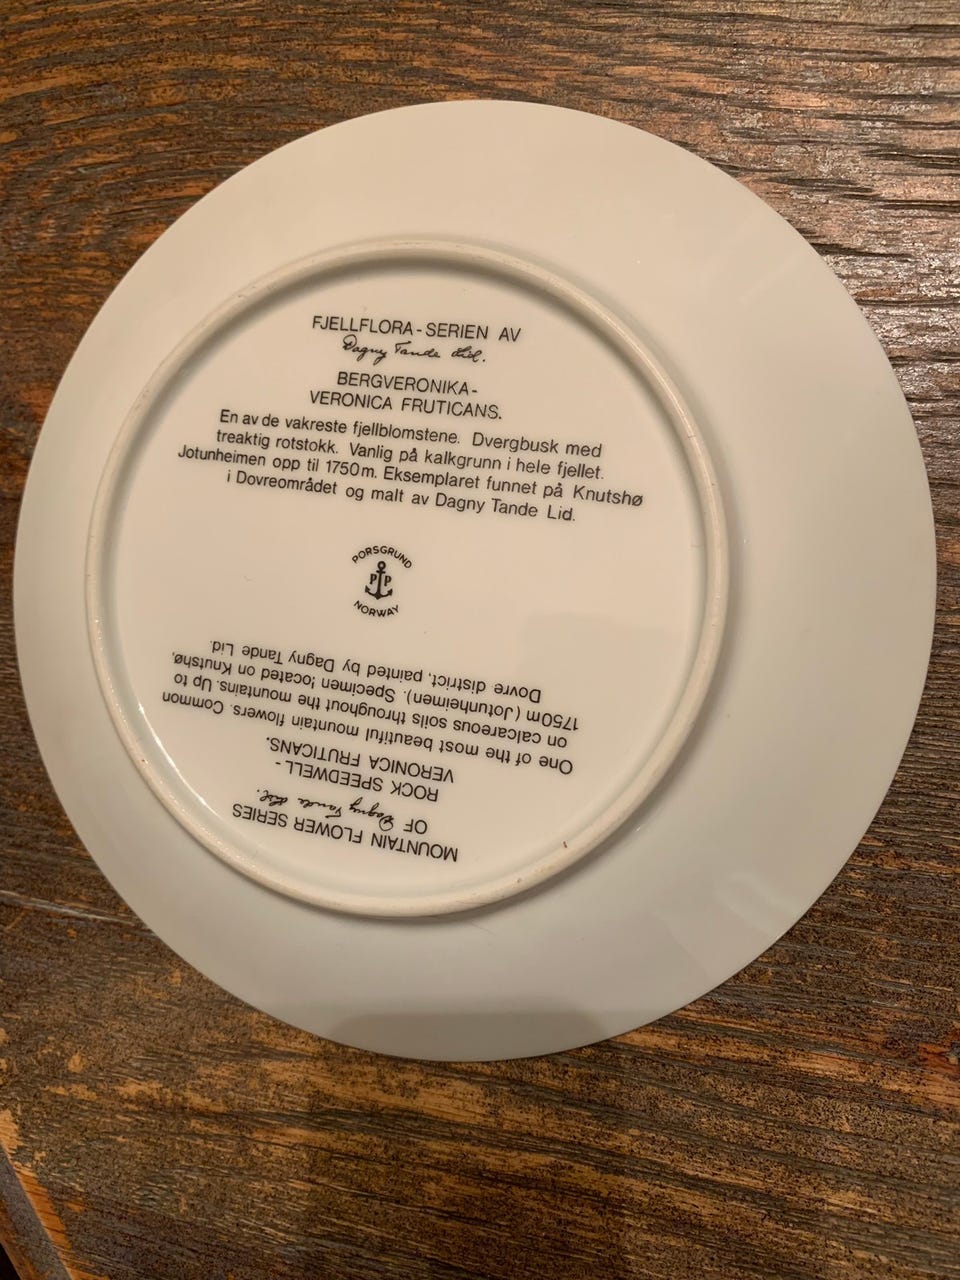 FJELLFLORA-SERIEN AV
Dagny Tande Lid.
BERGVERONIKA-
VERONICA FRUTICANS.
En av de vakreste fjellblomstene. Dvergbusk med
treaktig rotstokk. Vanlig på kalkgrunn i hele fjellet.
Jotunheimen opp til 1750m. Eksemplaret funnet på Knutshø
i Dovreområdet og malt av Dagny Tande Lid.
PORSGRUND
PP
NORWAY
MOUNTAIN FLOWER SERIES
OF Dagny Tande Lid.
ROCK SPEEDWELL-
VERONICA FRUTICANS.
One of the most beautiful mountain flowers. Common
on calcareous soils throughout the mountains. Up to
1750m (Jotunheimen). Specimen located on Knutshø,
Dovre district, painted by Dagny Tande Lid.